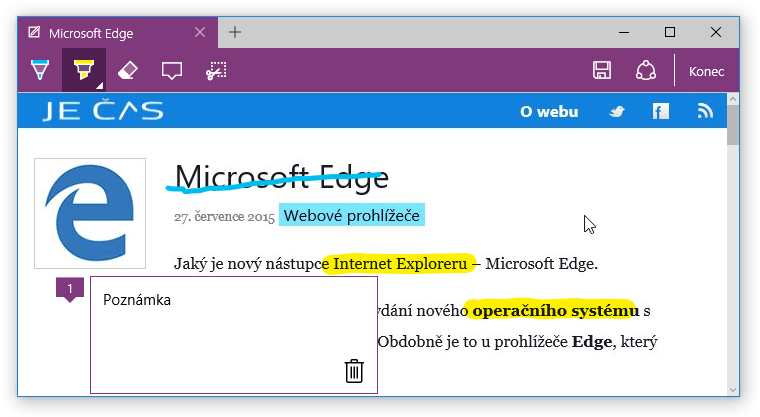 Microsoft Edge
Konec
JE ČAS
O webu
Microsoft Edge
27. července 2015 Webové prohlížeče
Jaký je nový nástupce Internet Exploreru – Microsoft Edge.
1
Poznámka
dání nového operačního systému s
Obdobně je to u prohlížeče Edge, který